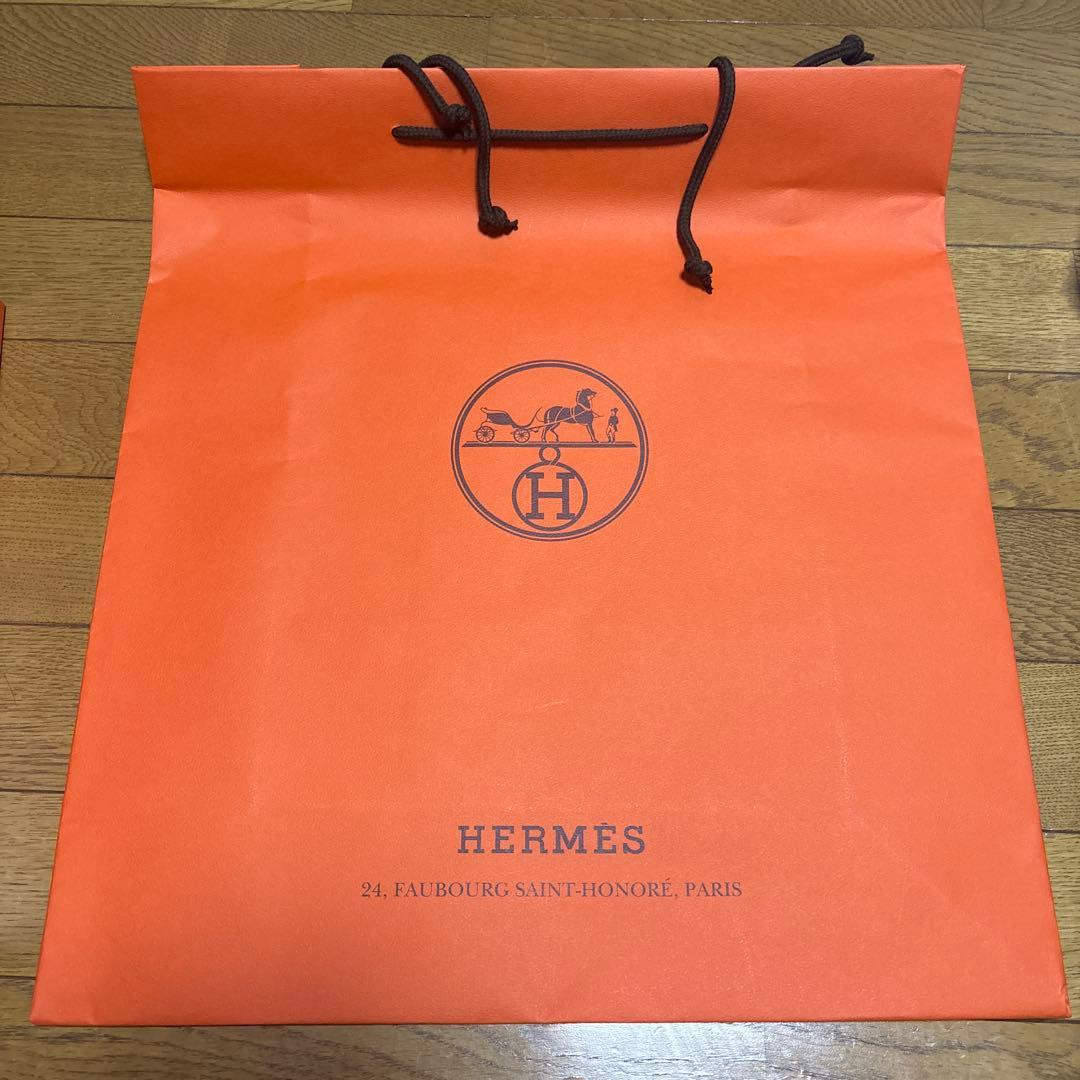 H
HERMÈS
24, FAUBOURG SAINT-HONORÉ, PARIS